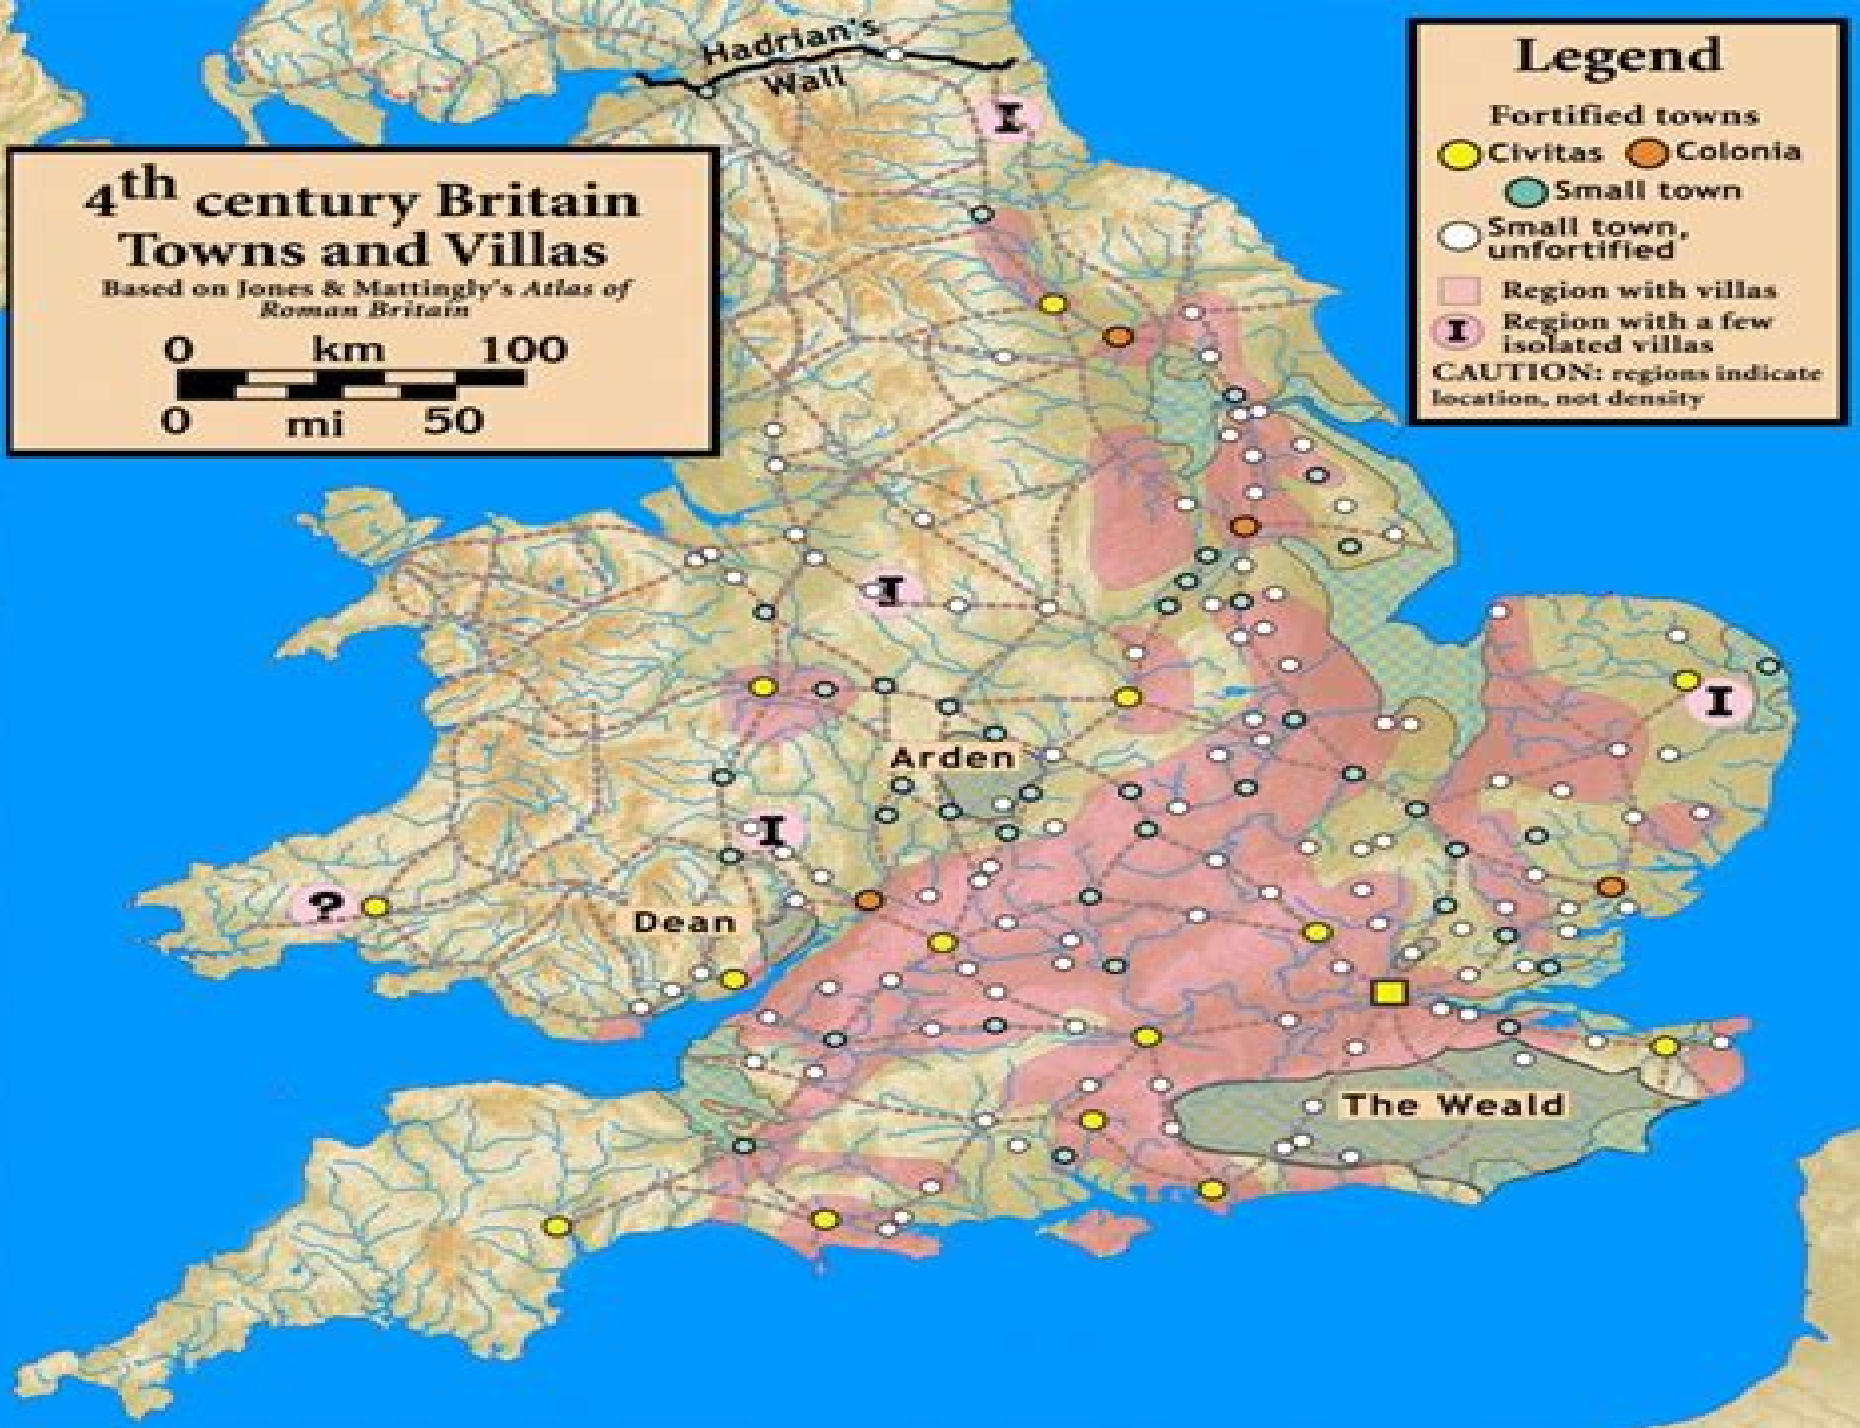 Hadrian's
Wall
4th century Britain
Towns and Villas
Based on Jones & Mattingly's Atlas of
Roman Britain
0 km 100
0 mi 50
Legend
Fortified towns
Civitas Colonia
Small town
Small town,
unfortified
Region with villas
I Region with a few
isolated villas
CAUTION: regions indicate
location, not density
I
I
I
Arden
I
?
Dean
The Weald